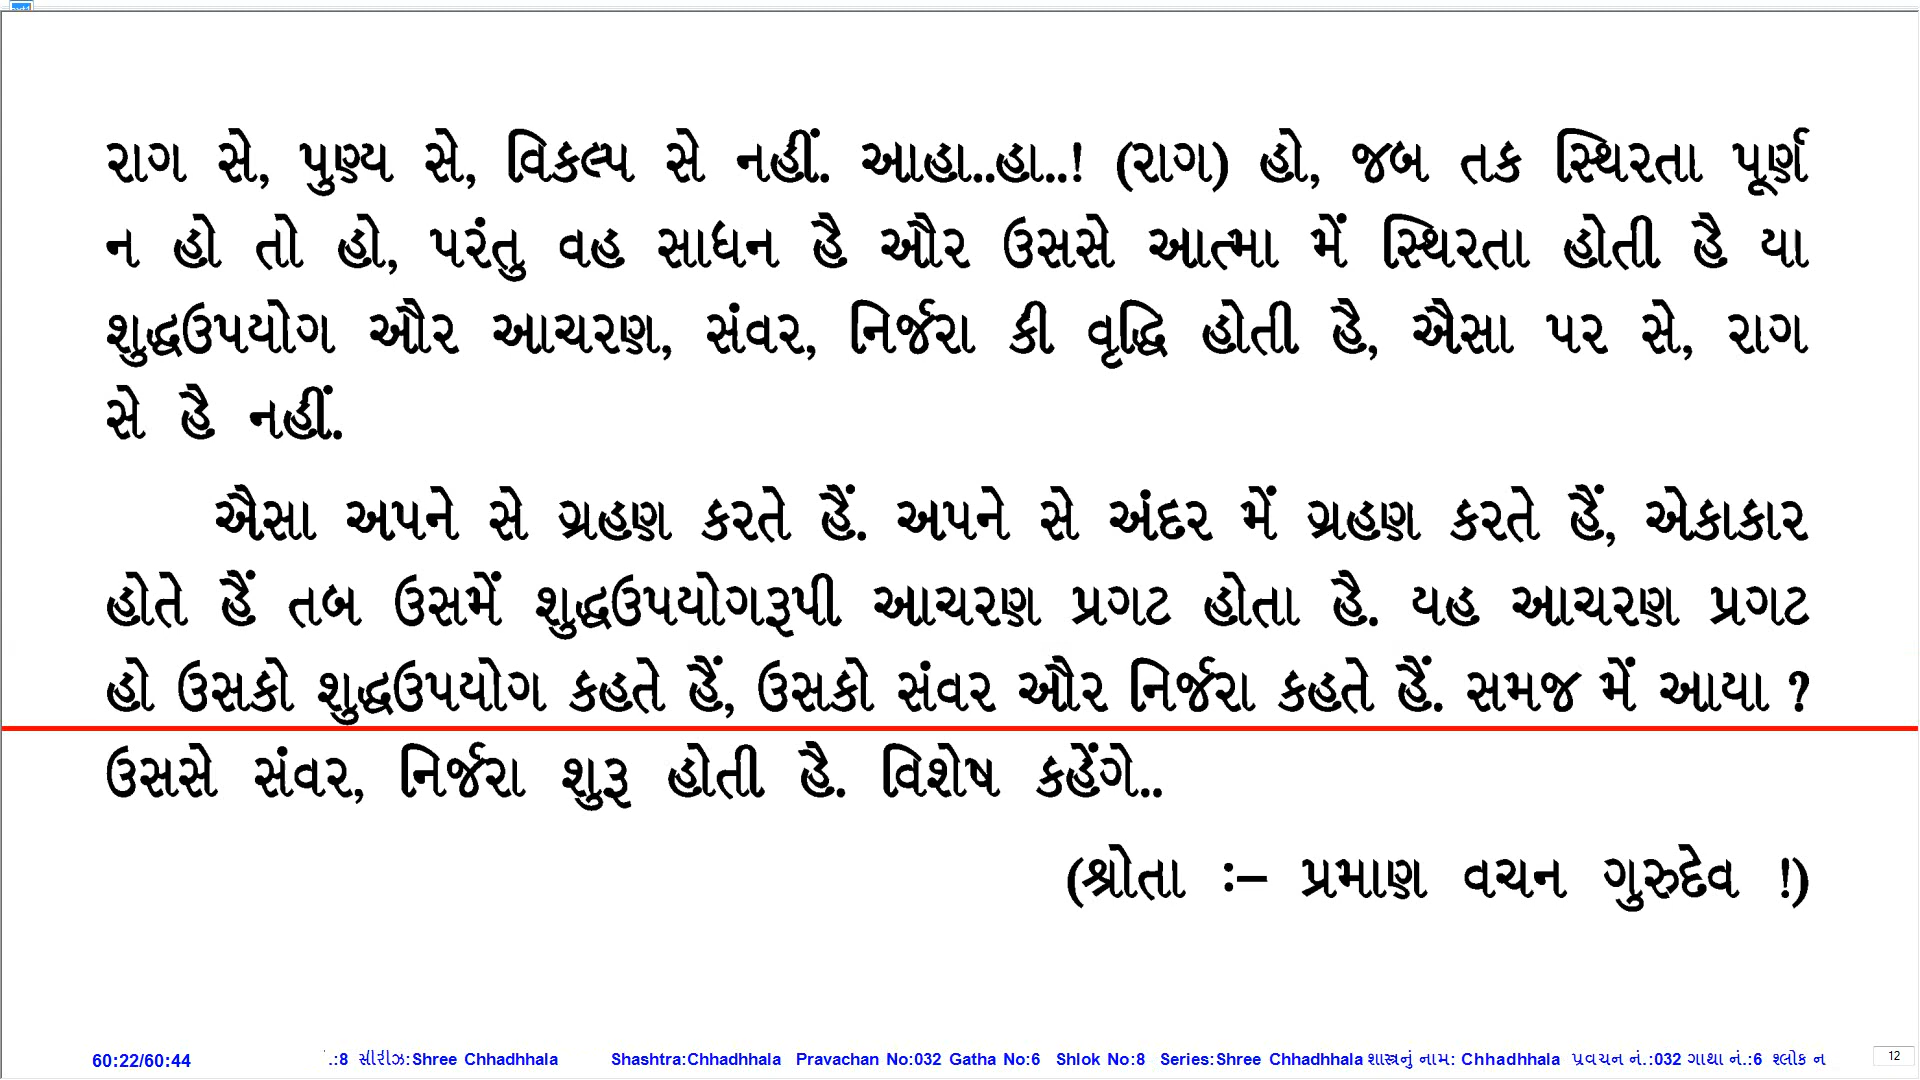 રાગ સે, પુણ્ય સે, વિકલ્પ સે નહીં. આહા..હા..! (રાગ) હો, જબ તક સ્થિરતા પૂર્ણ
ન હો તો હો, પરંતુ વહ સાધન હૈ ઔર ઉસસે આત્મા મેં સ્થિરતા હોતી હૈ યા
શુદ્ધઉપયોગ ઔર આચરણ, સંવર, નિર્જરા કી વૃદ્ધિ હોતી હૈ, ઐસા પર સે, રાગ
સે હૈ નહીં.
ઐસા અપને સે ગ્રહણ કરતે હૈં. અપને સે અંદર મેં ગ્રહણ કરતે હૈં, એકાકાર
હોતે હૈં તબ ઉસમેં શુદ્ધઉપયોગરૂપી આચરણ પ્રગટ હોતા હૈ. યહ આચરણ પ્રગટ
હો ઉસકો શુદ્ધઉપયોગ કહતે હૈં, ઉસકો સંવર ઔર નિર્જરા કહતે હૈં. સમજ મેં આયા ?
ઉસસે સંવર, નિર્જરા શુરૂ હોતી હૈ. વિશેષ કહેંગે..
(શ્રોતા :– પ્રમાણ વચન ગુરુદેવ !)
60:22/60:44 .:8 સીરીઝ:Shree Chhadhhala Shashtra:Chhadhhala Pravachan No:032 Gatha No:6 Shlok No:8 Series:Shree Chhadhhala શાસ્ત્રનું નામ: Chhadhhala પ્રવચન નં.:032 ગાથા નં.:6 શ્લોક ન 12